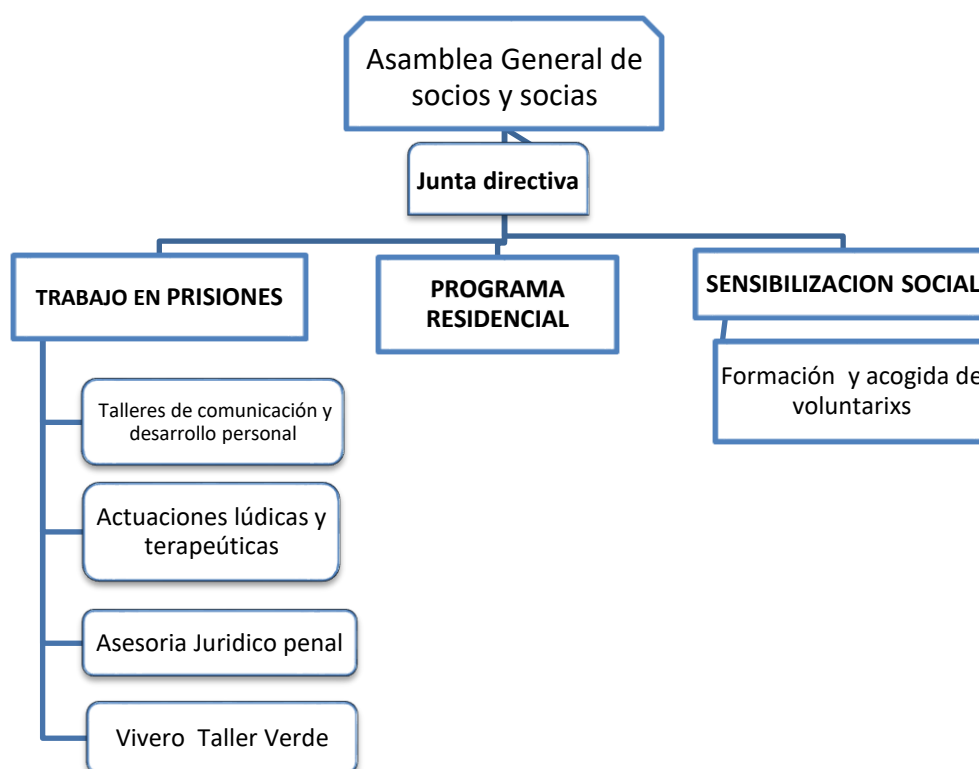 Asamblea General de
socios y socias
Junta directiva
TRABAJO EN PRISIONES
PROGRAMA
RESIDENCIAL
SENSIBILIZACION SOCIAL
Formación y acogida de
voluntarixs
Talleres de comunicación y
desarrollo personal
Actuaciones lúdicas y
terapeúticas
Asesoria Juridico penal
Vivero Taller Verde